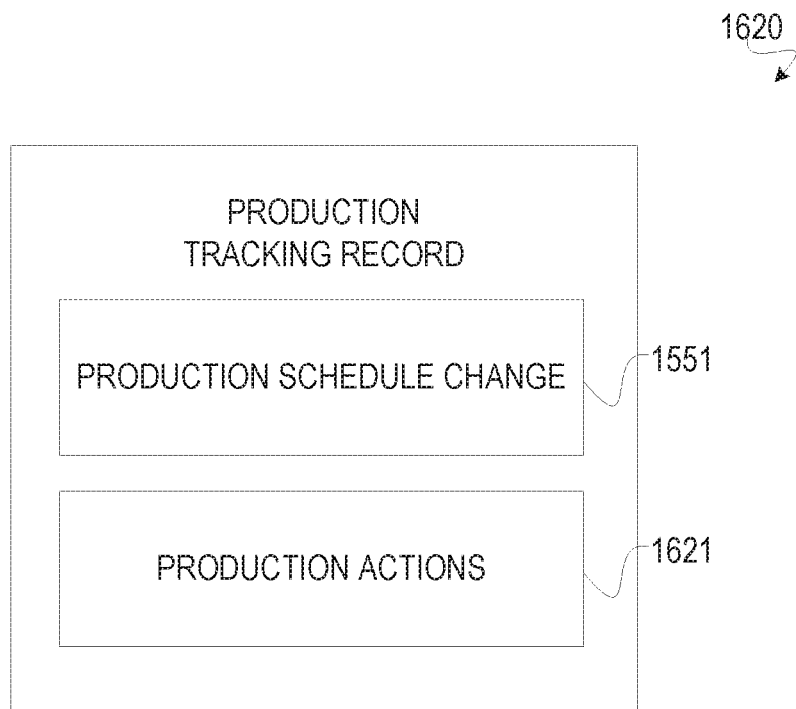 1620
PRODUCTION
TRACKING RECORD
PRODUCTION SCHEDULE CHANGE
1551
PRODUCTION ACTIONS
1621